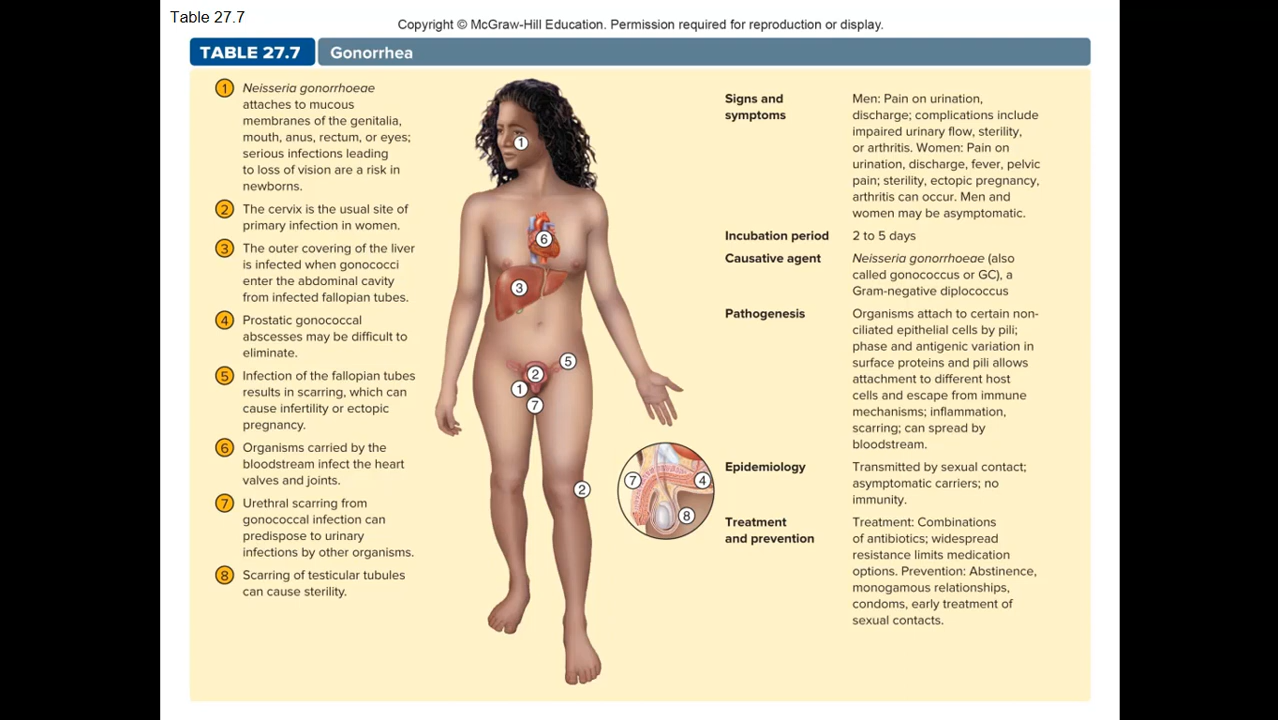 Table 27.7
Copyright © McGraw-Hill Education. Permission required for reproduction or display.
TABLE 27.7 Gonorrhea
1 Neisseria gonorrhoeae
attaches to mucous
membranes of the genitalia,
mouth, anus, rectum, or eyes;
serious infections leading
to loss of vision are a risk in
newborns.
2 The cervix is the usual site of
primary infection in women.
3 The outer covering of the liver
is infected when gonococci
enter the abdominal cavity
from infected fallopian tubes.
4 Prostatic gonococcal
abscesses may be difficult to
eliminate.
5 Infection of the fallopian tubes
results in scarring, which can
cause infertility or ectopic
pregnancy.
6 Organisms carried by the
bloodstream infect the heart
valves and joints.
7 Urethral scarring from
gonococcal infection can
predispose to urinary
infections by other organisms.
8 Scarring of testicular tubules
can cause sterility.
1
6
3
5
2
1
7
2
7
4
8
Signs and
symptoms
Men: Pain on urination,
discharge; complications include
impaired urinary flow, sterility,
or arthritis. Women: Pain on
urination, discharge, fever, pelvic
pain; sterility, ectopic pregnancy,
arthritis can occur. Men and
women may be asymptomatic.
Incubation period
2 to 5 days
Causative agent
Neisseria gonorrhoeae (also
called gonococcus or GC), a
Gram-negative diplococcus
Pathogenesis
Organisms attach to certain non-
ciliated epithelial cells by pili;
phase and antigenic variation in
surface proteins and pili allows
attachment to different host
cells and escape from immune
mechanisms; inflammation,
scarring; can spread by
bloodstream.
Epidemiology
Transmitted by sexual contact;
asymptomatic carriers; no
immunity.
Treatment
and prevention
Treatment: Combinations
of antibiotics; widespread
resistance limits medication
options. Prevention: Abstinence,
monogamous relationships,
condoms, early treatment of
sexual contacts.